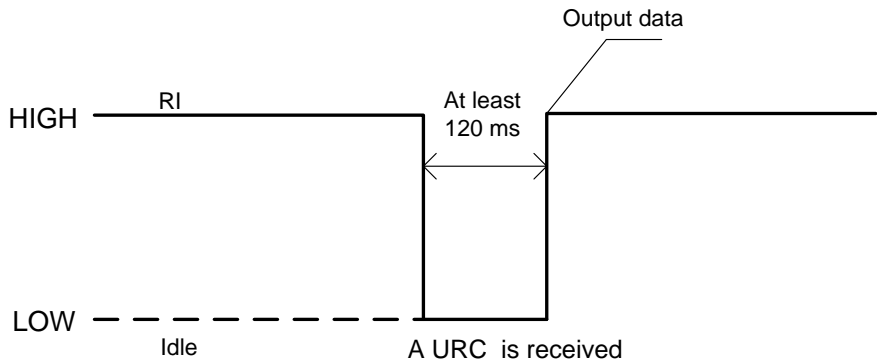 Output data
RI
At least
120 ms
HIGH
LOW
Idle
A URC is received